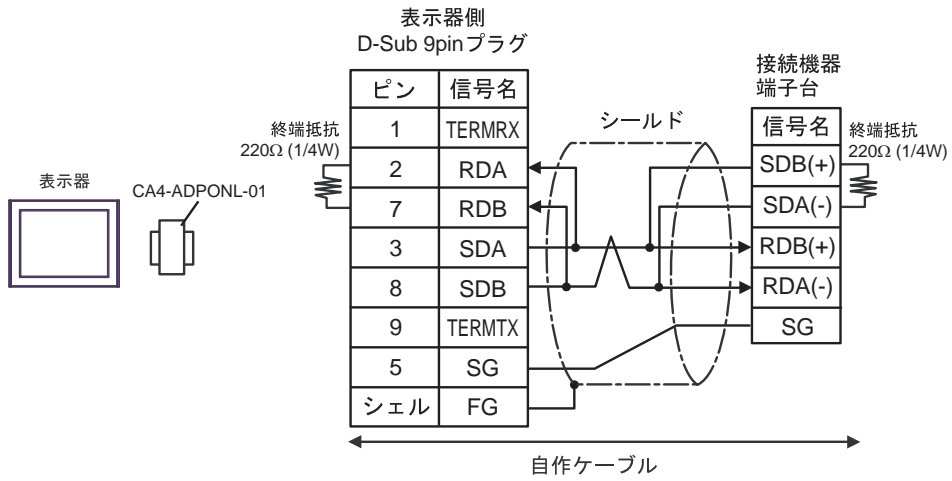 表示器側
D-Sub 9pinプラグ
接続機器
端子台
ピン 信号名
1 TERMRX
2 RDA
7 RDB
3 SDA
8 SDB
9 TERMTX
5 SG
シェル FG
終端抵抗
220Ω (1/4W)
シールド
信号名
SDB(+)
SDA(-)
RDB(+)
RDA(-)
SG
終端抵抗
220Ω (1/4W)
表示器
CA4-ADPONL-01
自作ケーブル